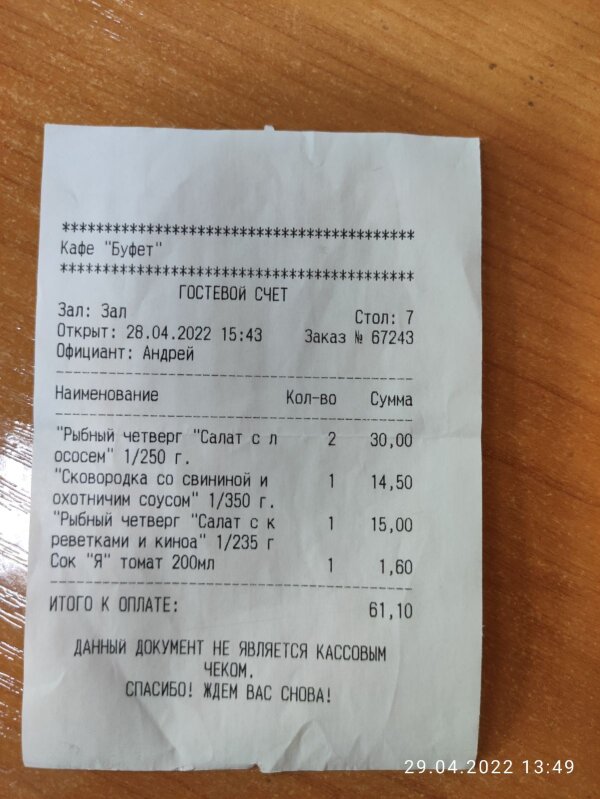 ******************************************
Кафе "Буфет"
******************************************
ГОСТЕВОЙ СЧЕТ
Зал: Зал Стол: 7
Открыт: 28.04.2022 15:43 Заказ № 67243
Официант: Андрей
Наименование Кол-во Сумма
"Рыбный четверг "Салат с л 2 30,00
ососем" 1/250 г.
"Сковородка со свининой и 1 14,50
охотничим соусом" 1/350 г.
"Рыбный четверг "Салат с к 1 15,00
реветками и киноа" 1/235 г
Сок "Я" томат 200мл 1 1,60
ИТОГО К ОПЛАТЕ: 61,10
ДАННЫЙ ДОКУМЕНТ НЕ ЯВЛЯЕТСЯ КАССОВЫМ
ЧЕКОМ.
СПАСИБО! ЖДЕМ ВАС СНОВА!
29.04.2022 13:49